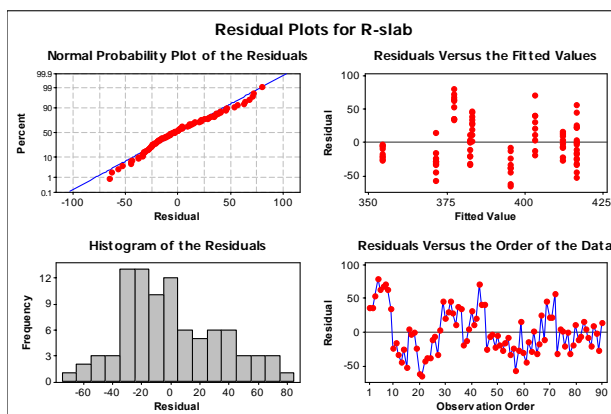 Residual Plots for R-slab
Normal Probability Plot of the Residuals
Residuals Versus the Fitted Values
99.9
99
90
50
10
1
0.1
Percent
-100 -50 0 50 100
Residual
100
50
0
-50
Residual
350 375 400 425
Fitted Value
Histogram of the Residuals
Residuals Versus the Order of the Data
12
9
6
3
0
Frequency
-60 -40 -20 0 20 40 60 80
Residual
100
50
0
-50
Residual
1 10 20 30 40 50 60 70 80 90
Observation Order